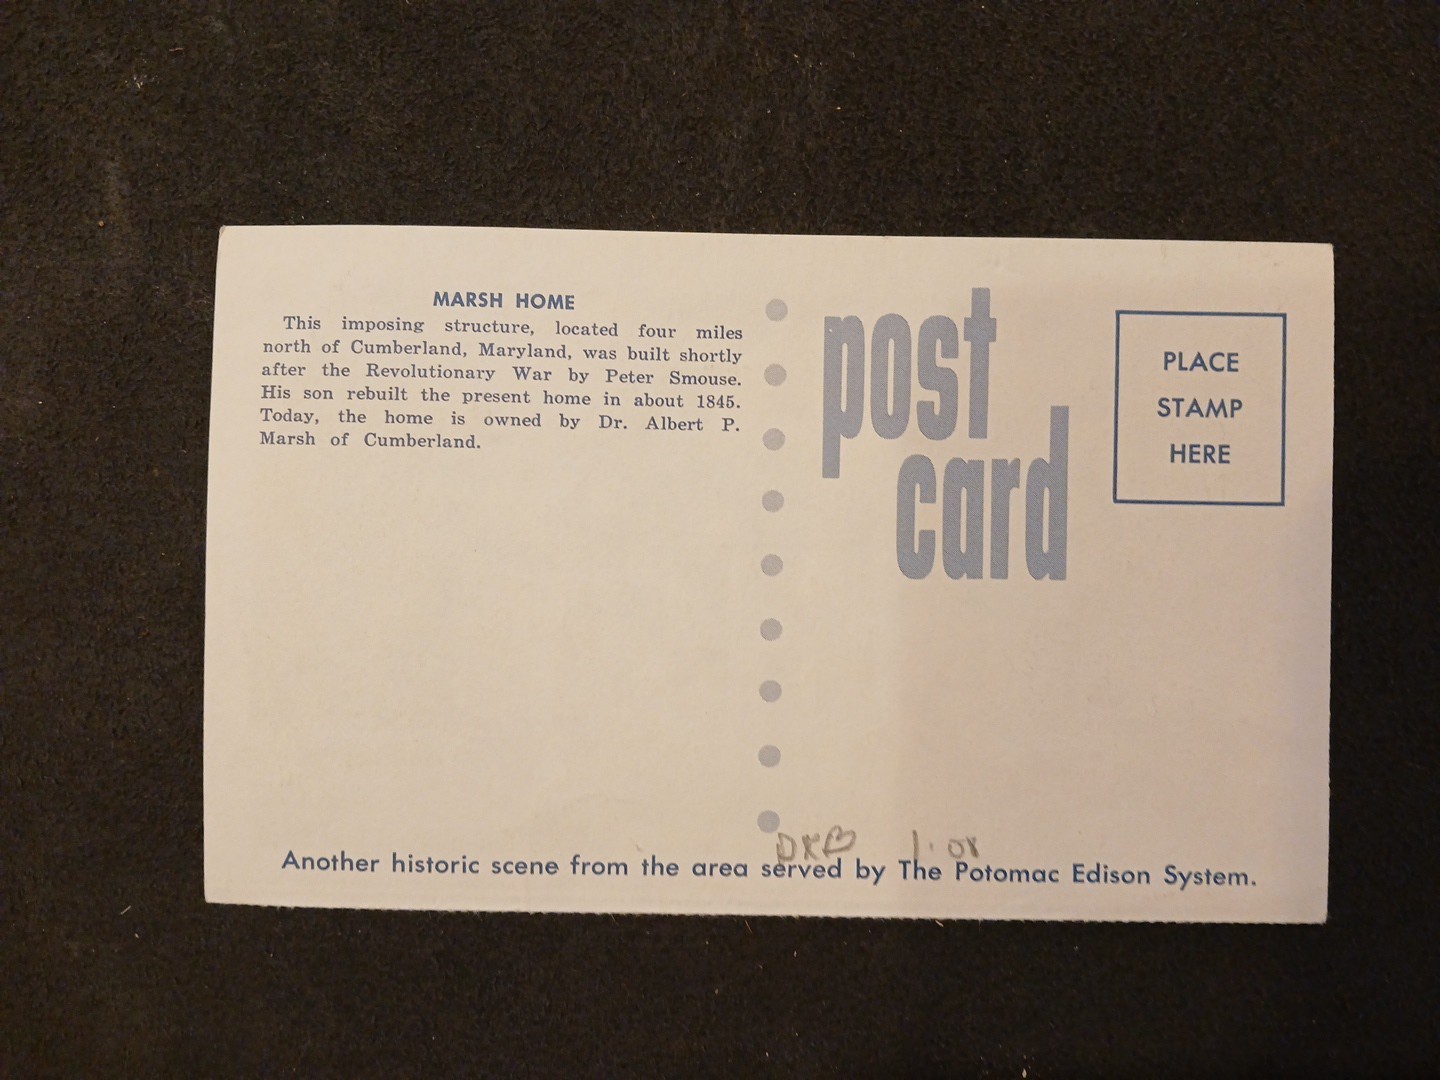 MARSH HOME
This imposing structure, located four miles
north of Cumberland, Maryland, was built shortly
after the Revolutionary War by Peter Smouse.
His son rebuilt the present home in about 1845.
Today, the home is owned by Dr. Albert P.
Marsh of Cumberland.
post
card
PLACE
STAMP
HERE
1.08
Another historic scene from the area served by The Potomac Edison System.